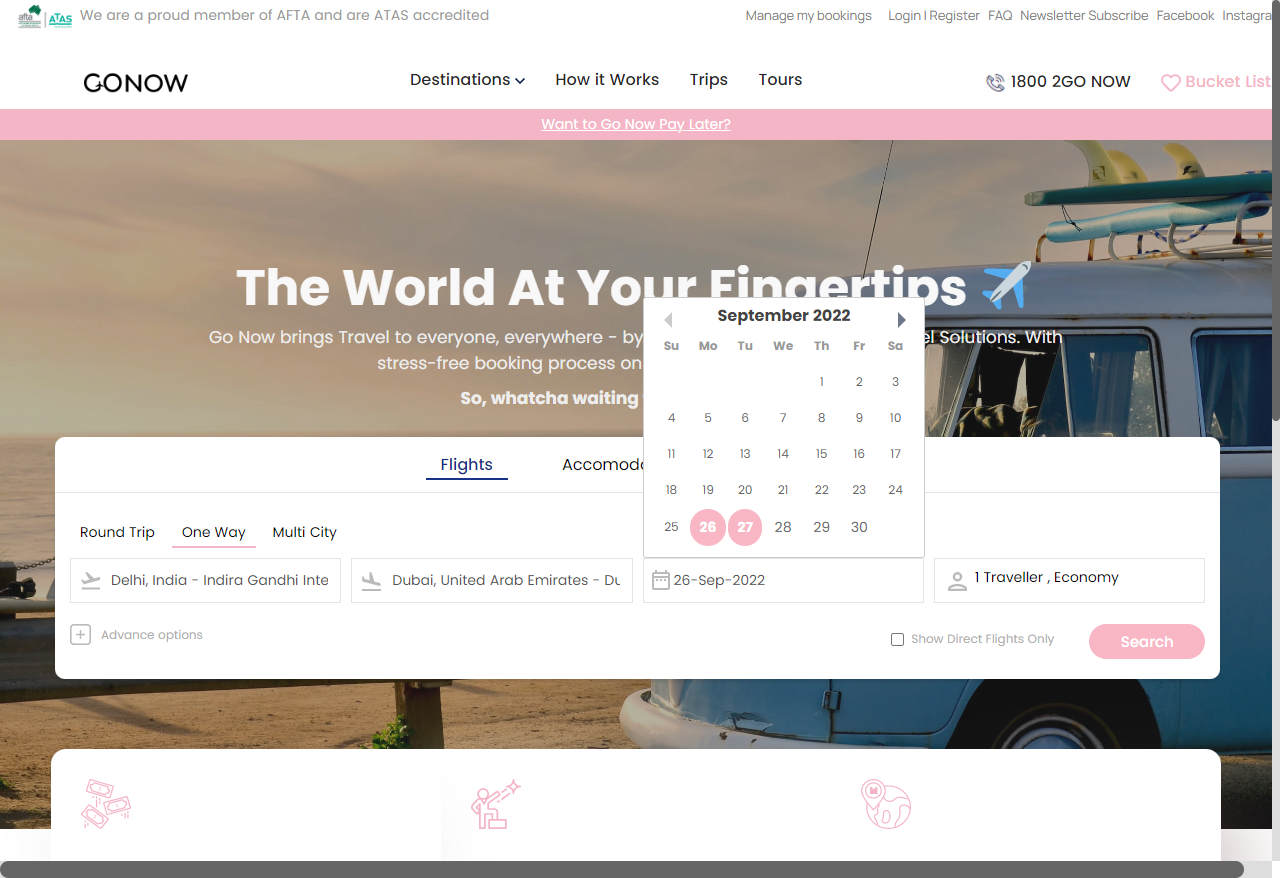 afta ATAS We are a proud member of AFTA and are ATAS accredited Manage my bookings Login | Register FAQ Newsletter Subscribe Facebook Instagra
GO NOW Destinations How it Works Trips Tours 1800 2GO NOW Bucket List
Want to Go Now Pay Later?
The World At Your Fingertips
Go Now brings Travel to everyone, everywhere - by el Solutions. With
stress-free booking process on
So, whatcha waiting
September 2022
Su Mo Tu We Th Fr Sa
1 2 3
4 5 6 7 8 9 10
11 12 13 14 15 16 17
18 19 20 21 22 23 24
25 26 27 28 29 30
Flights Accomod
Round Trip One Way Multi City
Delhi, India - Indira Gandhi Inte Dubai, United Arab Emirates - Du 26-Sep-2022 1 Traveller , Economy
Advance options Show Direct Flights Only Search